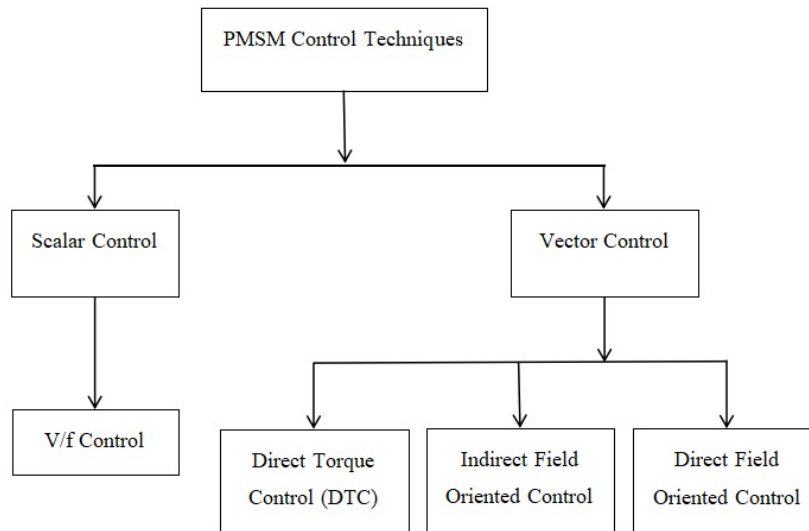 PMSM Control Techniques
Scalar Control
Vector Control
V/f Control
Direct Torque
Control (DTC)
Indirect Field
Oriented Control
Direct Field
Oriented Control